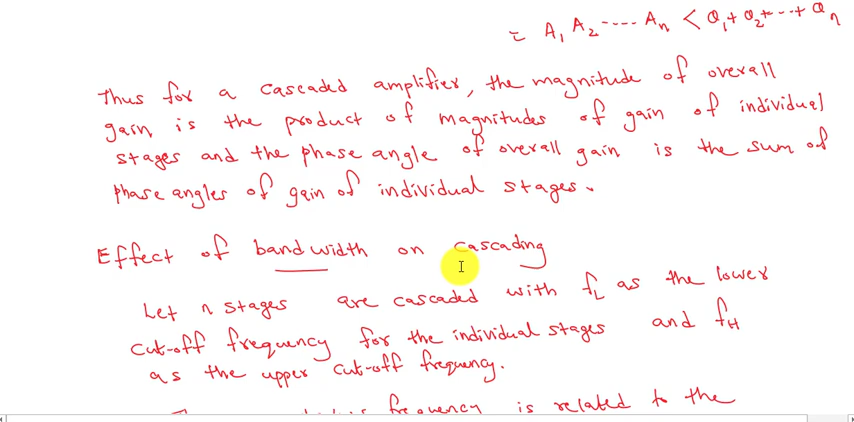 = A1 A2 ---- An < θ1 + θ2 + --- + θn
Thus for a cascaded amplifier, the magnitude of overall
gain is the product of magnitudes of gain of individual
stages and the phase angle of overall gain is the sum of
phase angles of gain of individual stages.
Effect of bandwidth on cascading
Let n stages are cascaded with fL as the lower
cut-off frequency for the individual stages and fH
as the upper cut-off frequency.
frequency is related to the